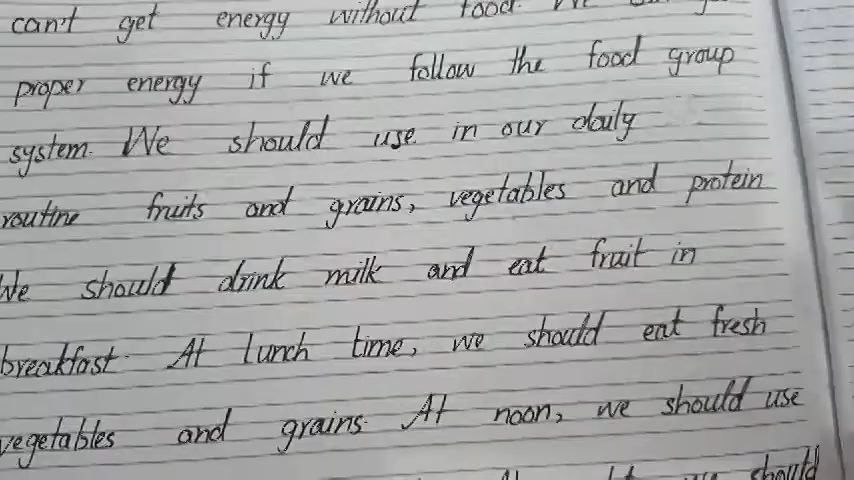 can't get energy without food. We
proper energy if we follow the food group
system. We should use in our daily
routine fruits and grains, vegetables and protein
We should drink milk and eat fruit in
breakfast. At lunch time, we should eat fresh
vegetables and grains. At noon, we should use
should